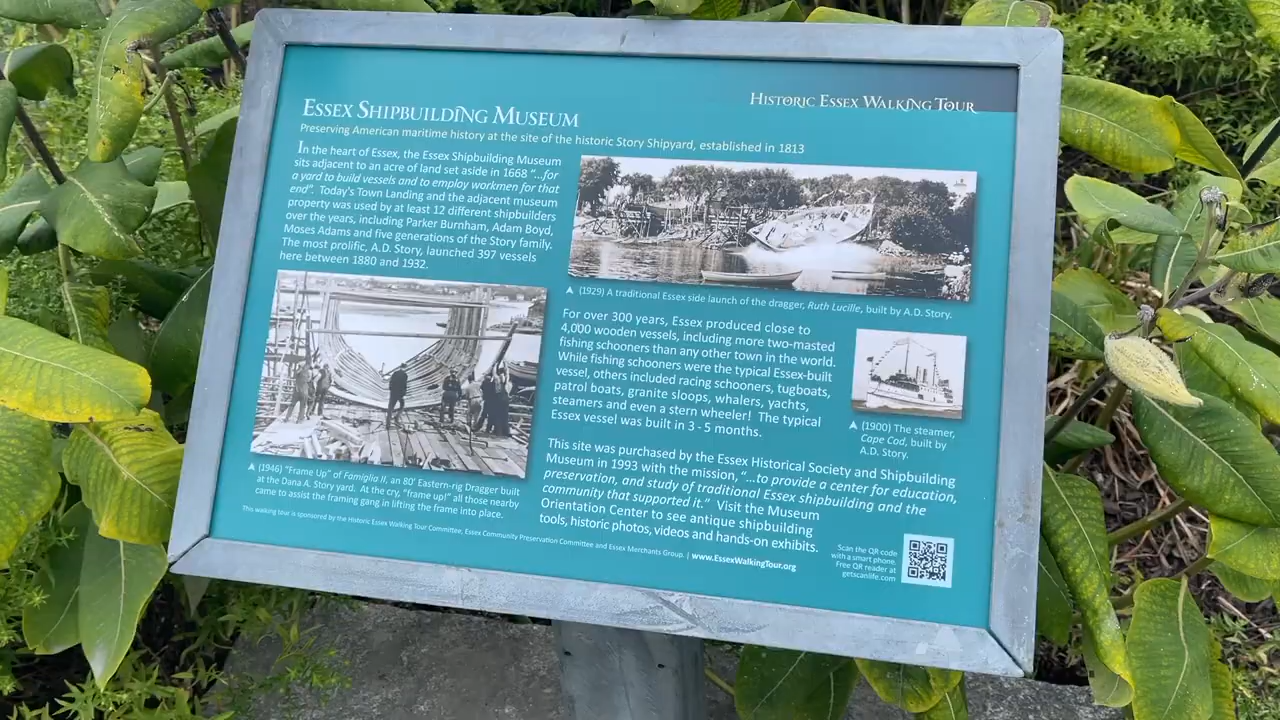 Historic Essex Walking Tour
Essex Shipbuilding Museum
Preserving American maritime history at the site of the historic Story Shipyard, established in 1813
In the heart of Essex, the Essex Shipbuilding Museum
sits adjacent to an acre of land set aside in 1668 "...for
a yard to build vessels and to employ workmen for that
end". Today's Town Landing and the adjacent museum
property was used by at least 12 different shipbuilders
over the years, including Parker Burnham, Adam Boyd,
Moses Adams and five generations of the Story family.
The most prolific, A.D. Story, launched 397 vessels
here between 1880 and 1932.
▲ (1929) A traditional Essex side launch of the dragger, Ruth Lucille, built by A.D. Story.
For over 300 years, Essex produced close to
4,000 wooden vessels, including more two-masted
fishing schooners than any other town in the world.
While fishing schooners were the typical Essex-built
vessel, others included racing schooners, tugboats,
patrol boats, granite sloops, whalers, yachts,
steamers and even a stern wheeler! The typical
Essex vessel was built in 3 - 5 months.
▲ (1900) The steamer,
Cape Cod, built by
A.D. Story.
This site was purchased by the Essex Historical Society and Shipbuilding
Museum in 1993 with the mission, "...to provide a center for education,
preservation, and study of traditional Essex shipbuilding and the
community that supported it." Visit the Museum
Orientation Center to see antique shipbuilding
tools, historic photos, videos and hands-on exhibits.
▲ (1946) "Frame Up" of Famiglia II, an 80' Eastern-rig Dragger built
at the Dana A. Story yard. At the cry, "frame up!" all those nearby
came to assist the framing gang in lifting the frame into place.
This walking tour is sponsored by the Historic Essex Walking Tour Committee, Essex Community Preservation Committee and Essex Merchants Group. | www.EssexWalkingTour.org
Scan the QR code
with a smart phone.
Free QR reader at
getscanlife.com